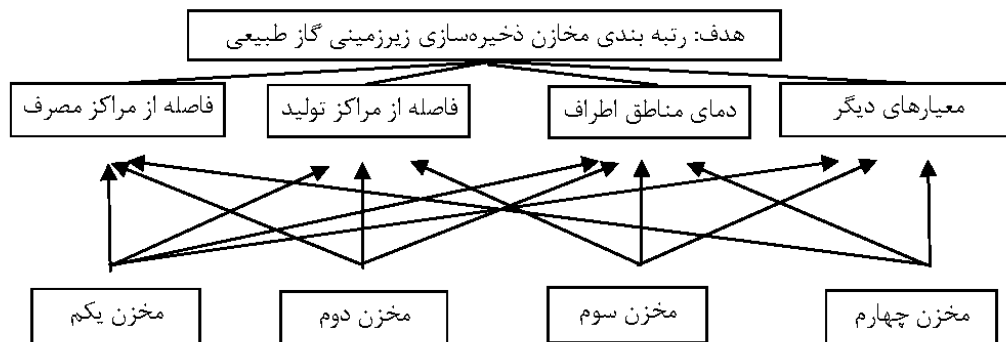 هدف: رتبه بندی مخازن ذخیره‌سازی زیرزمینی گاز طبیعی
معیارهای دیگر
دمای مناطق اطراف
فاصله از مراکز تولید
فاصله از مراکز مصرف
مخزن چهارم
مخزن سوم
مخزن دوم
مخزن یکم